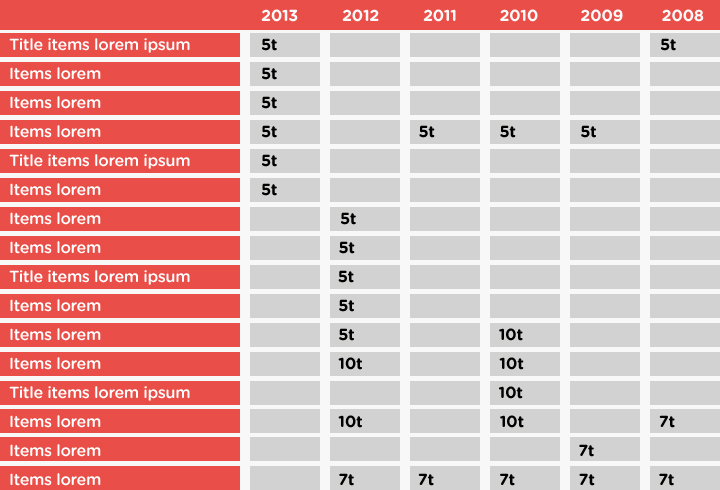 2013 2012 2011 2010 2009 2008
Title items lorem ipsum 5t 5t
Items lorem 5t
Items lorem 5t
Items lorem 5t 5t 5t 5t
Title items lorem ipsum 5t
Items lorem 5t
Items lorem 5t
Items lorem 5t
Title items lorem ipsum 5t
Items lorem 5t
Items lorem 5t 10t
Items lorem 10t 10t
Title items lorem ipsum 10t
Items lorem 10t 10t 7t
Items lorem 7t
Items lorem 7t 7t 7t 7t 7t